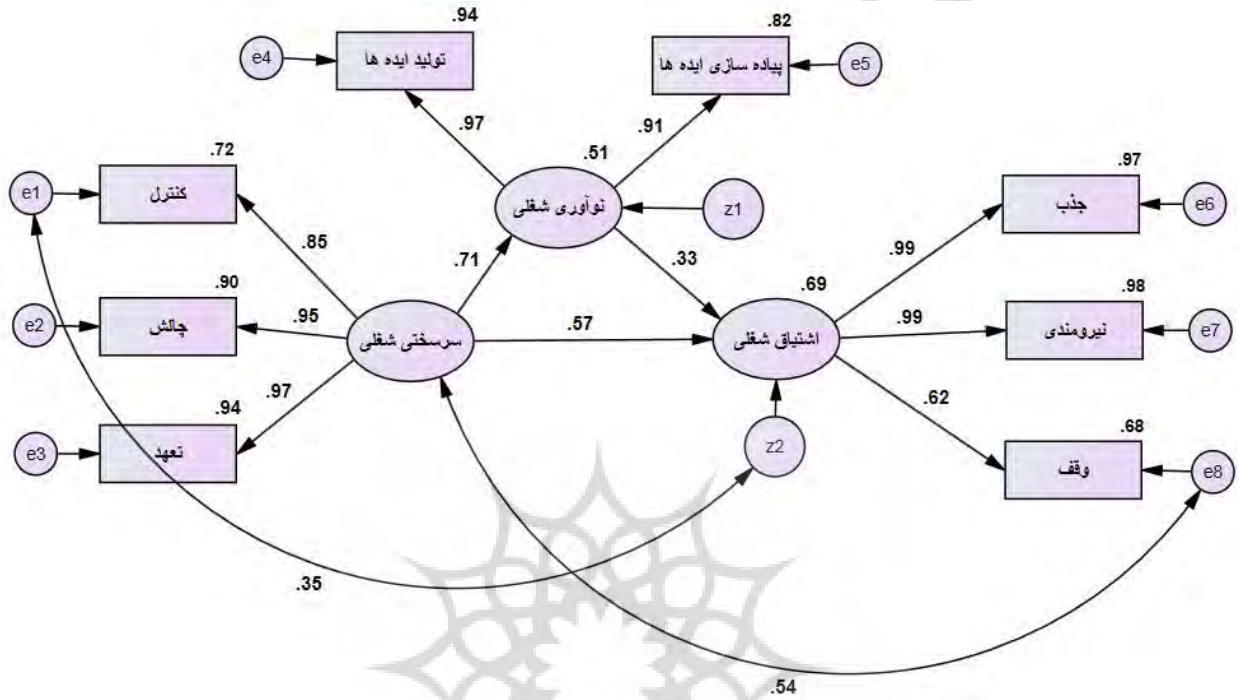 .94
.82
e4
تولید ایده ها
پیاده سازی ایده ها
e5
.97
.91
.72
.51
.97
e1
کنترل
نوآوری شغلی
z1
جذب
e6
.85
.71
.33
.99
.90
.69
.98
e2
چالش
.95
سرسختی شغلی
.57
اشتیاق شغلی
.99
نیرومندی
e7
.97
.62
.94
.68
e3
تعهد
z2
وقف
e8
.35
.54